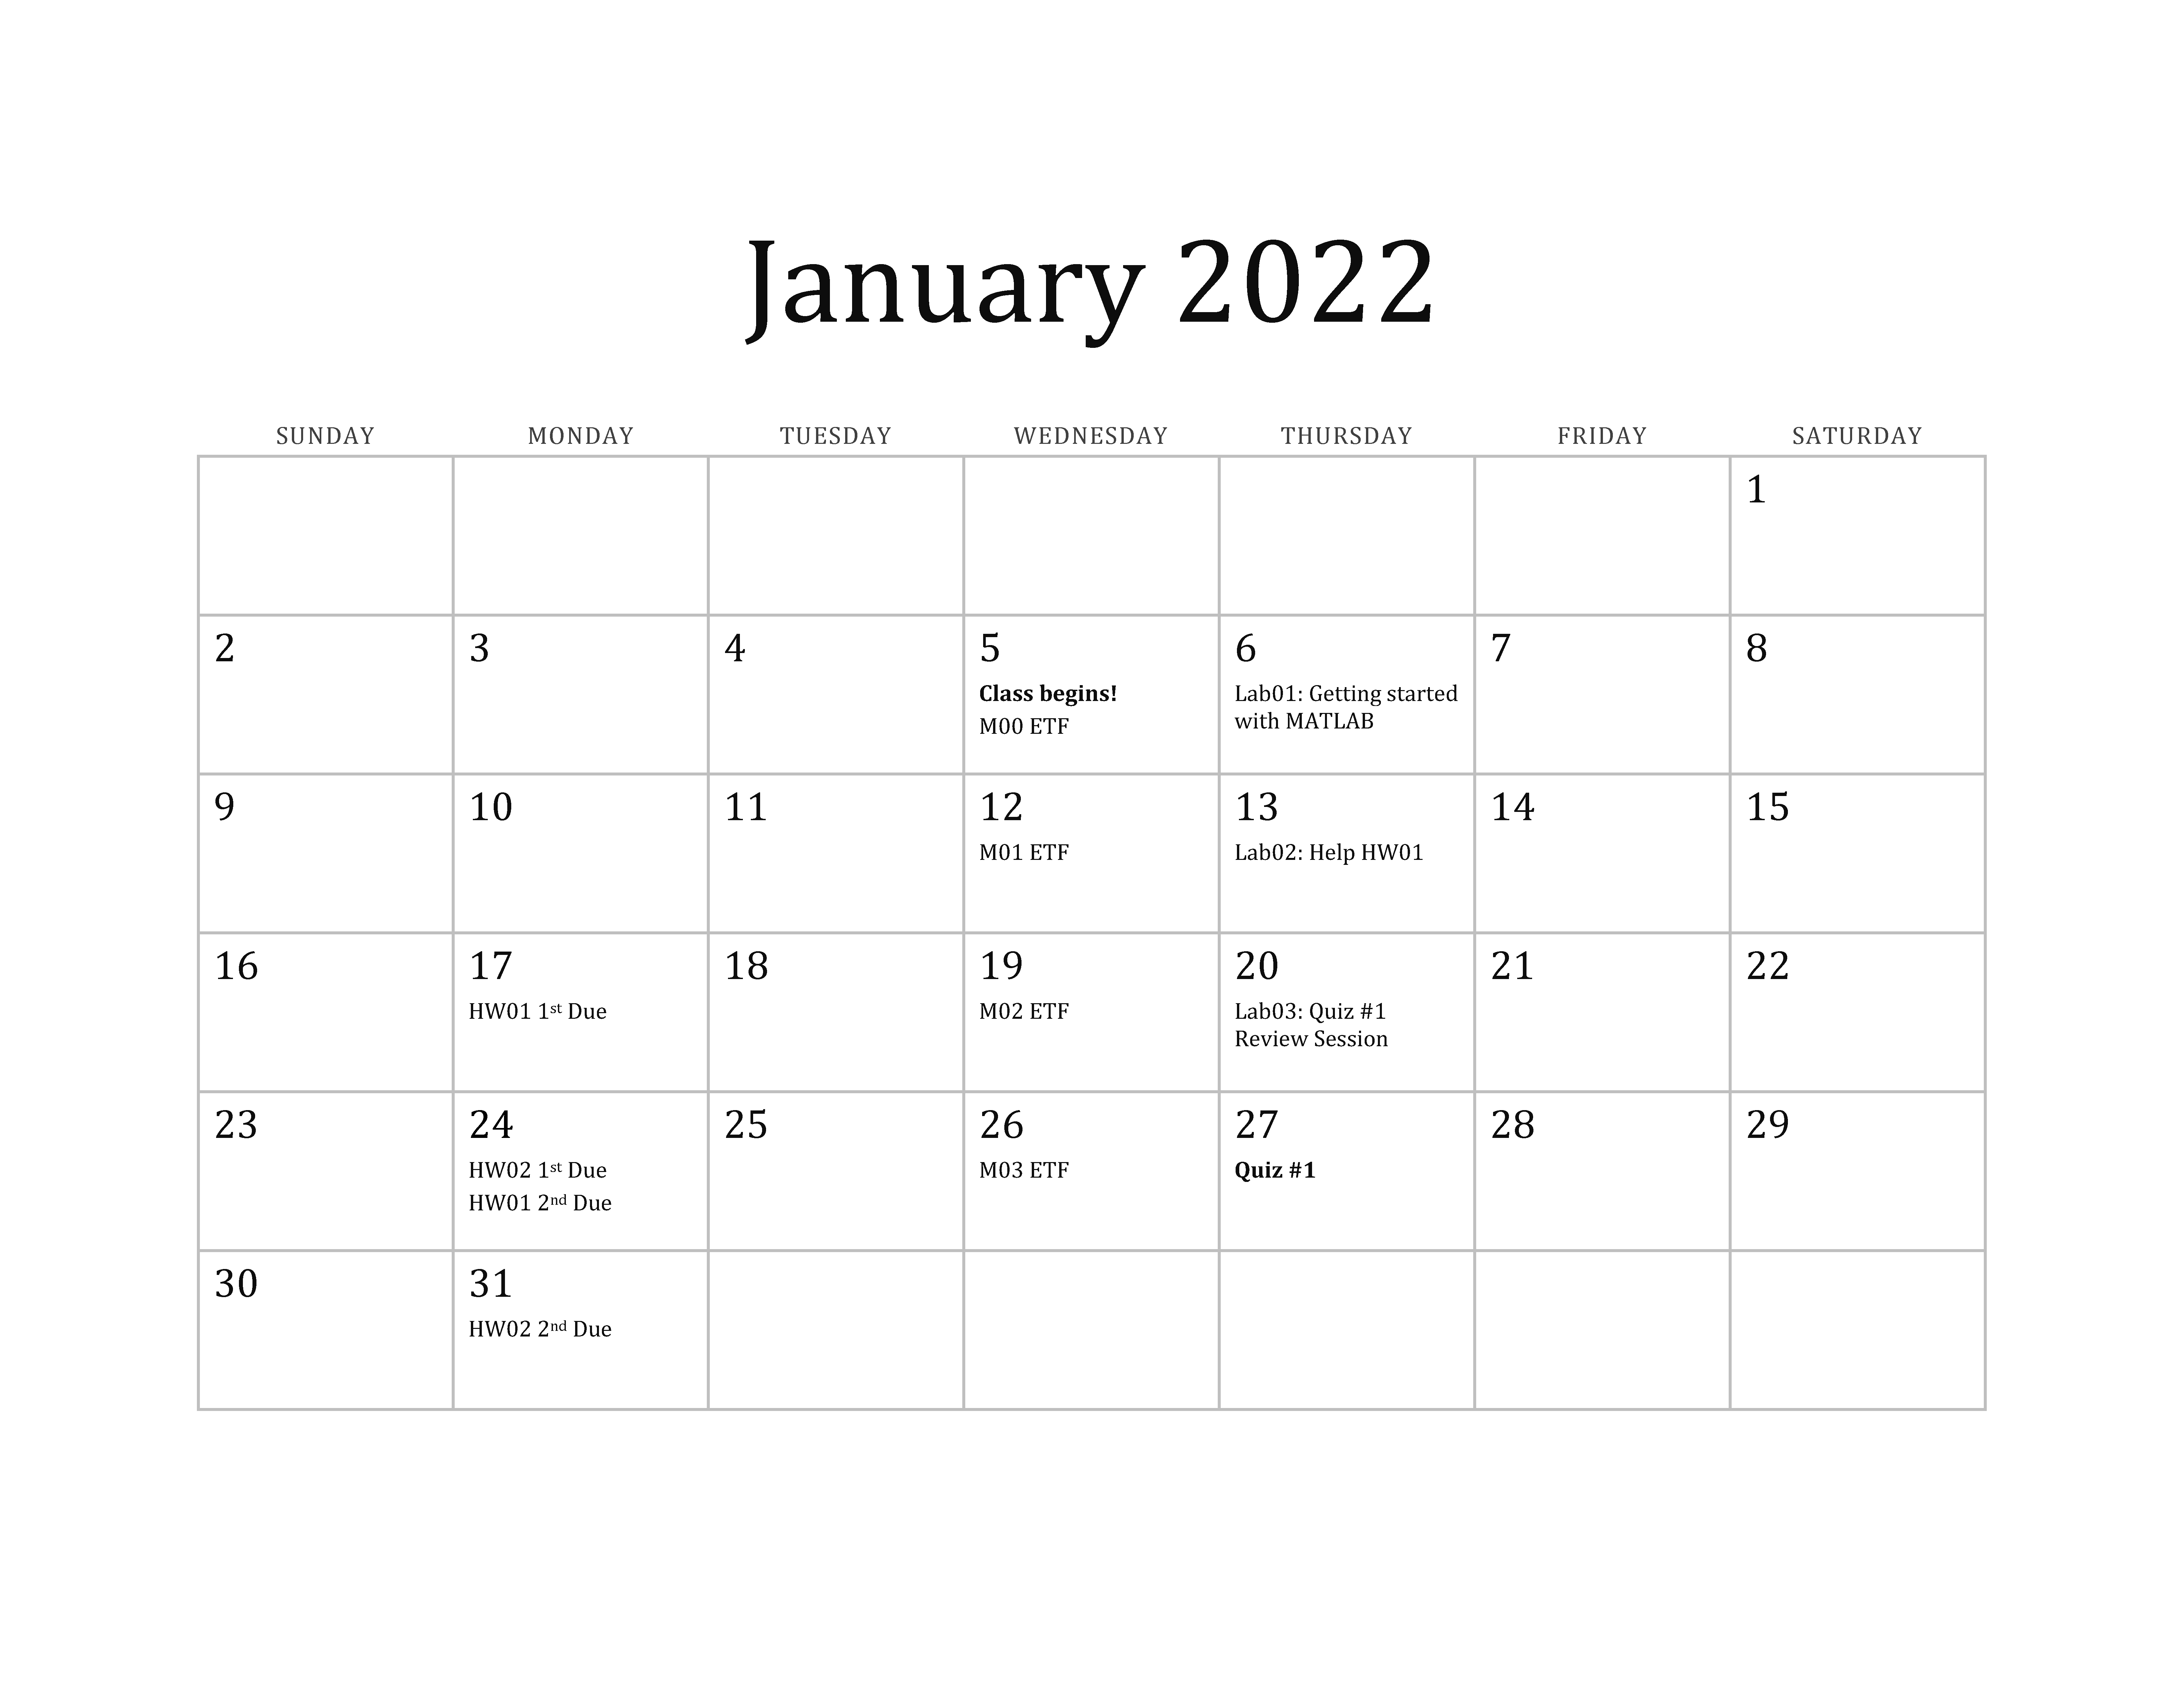 January 2022
SUNDAY MONDAY TUESDAY WEDNESDAY THURSDAY FRIDAY SATURDAY
1
2 3 4 5 6 7 8
Class begins! Lab01: Getting started
M00 ETF with MATLAB
9 10 11 12 13 14 15
M01 ETF Lab02: Help HW01
16 17 18 19 20 21 22
HW01 1st Due M02 ETF Lab03: Quiz #1
Review Session
23 24 25 26 27 28 29
HW02 1st Due M03 ETF Quiz #1
HW01 2nd Due
30 31
HW02 2nd Due